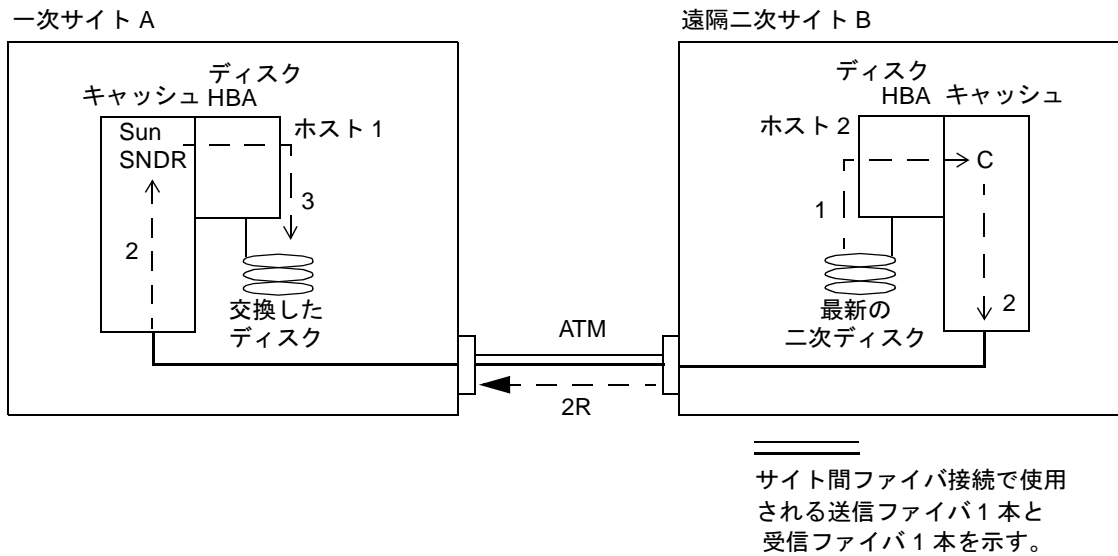 一次サイト A
遠隔二次サイト B
ディスク
HBA
キャッシュ
ホスト 1
Sun
SNDR
3
2
交換した
ディスク
ATM
2R
ディスク
HBA
キャッシュ
ホスト 2
C
1
2
最新の
二次ディスク
サイト間ファイバ接続で使用
される送信ファイバ 1 本と
受信ファイバ 1 本を示す。